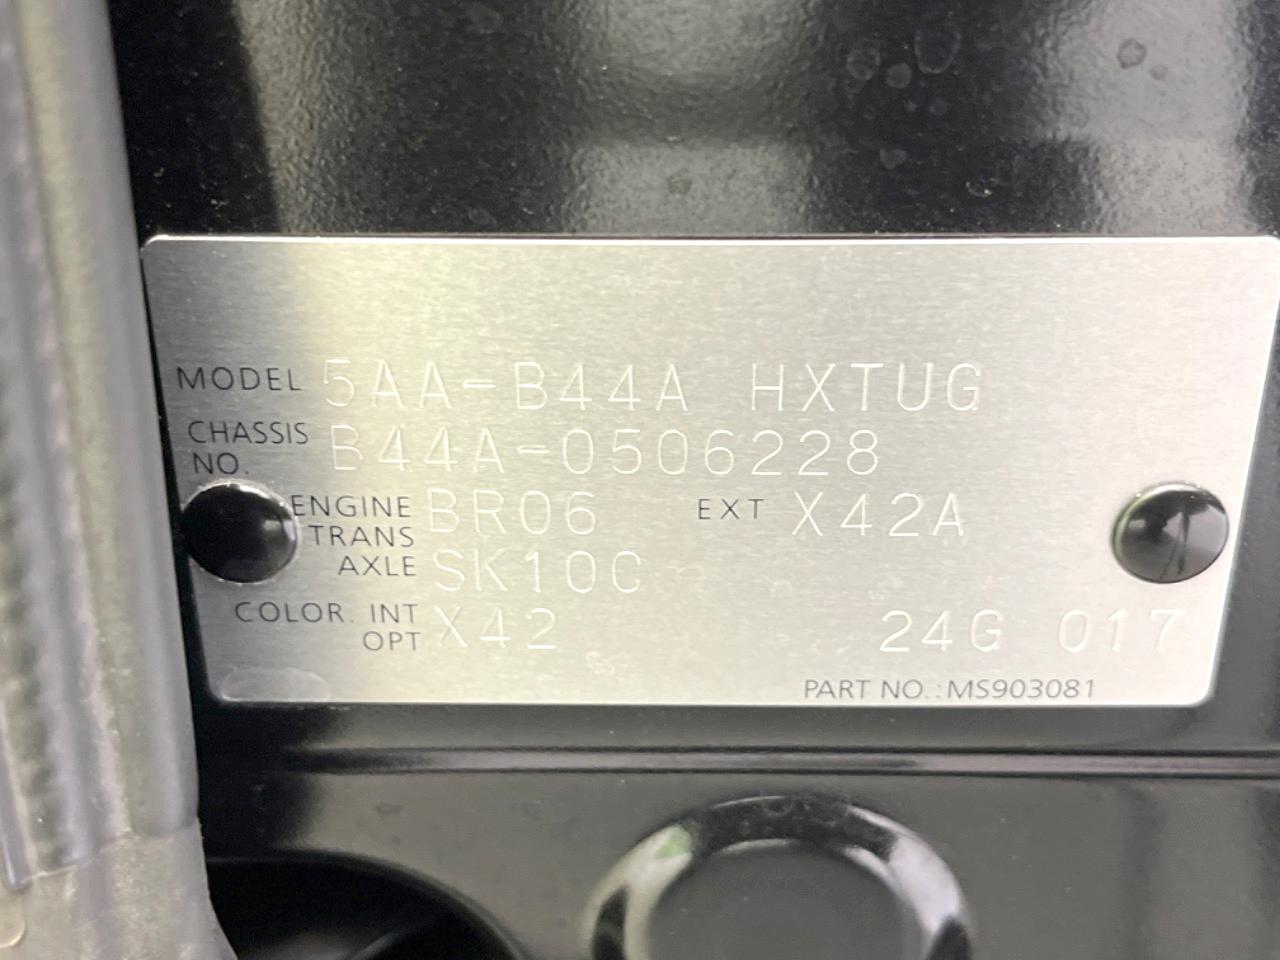 MODEL 5AA-B44A HXTUG
CHASSIS NO. B44A-0506228
ENGINE BR06 EXT X42A
TRANS AXLE SK10C
COLOR. INT OPT X42 24G 017
PART NO.:MS903081